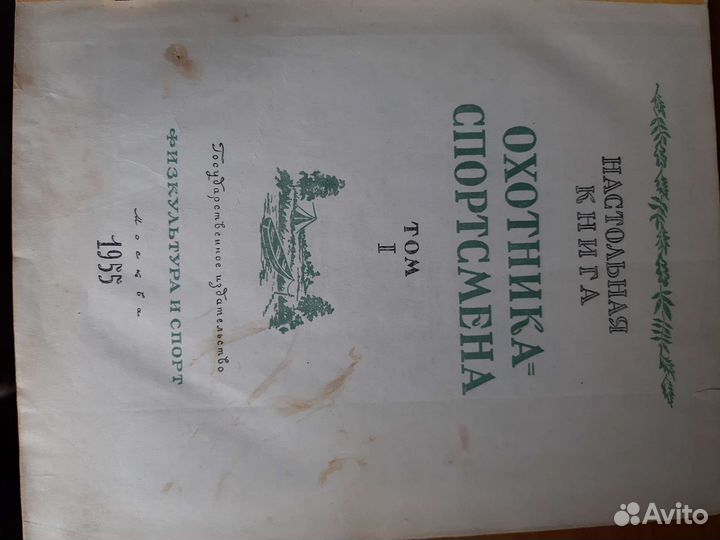 НАСТОЛЬНАЯ
КНИГА
ОХОТНИКА=
СПОРТСМЕНА
ТОМ
I
Государственное издательство
ФИЗКУЛЬТУРА И СПОРТ
Москва
1955
Avito